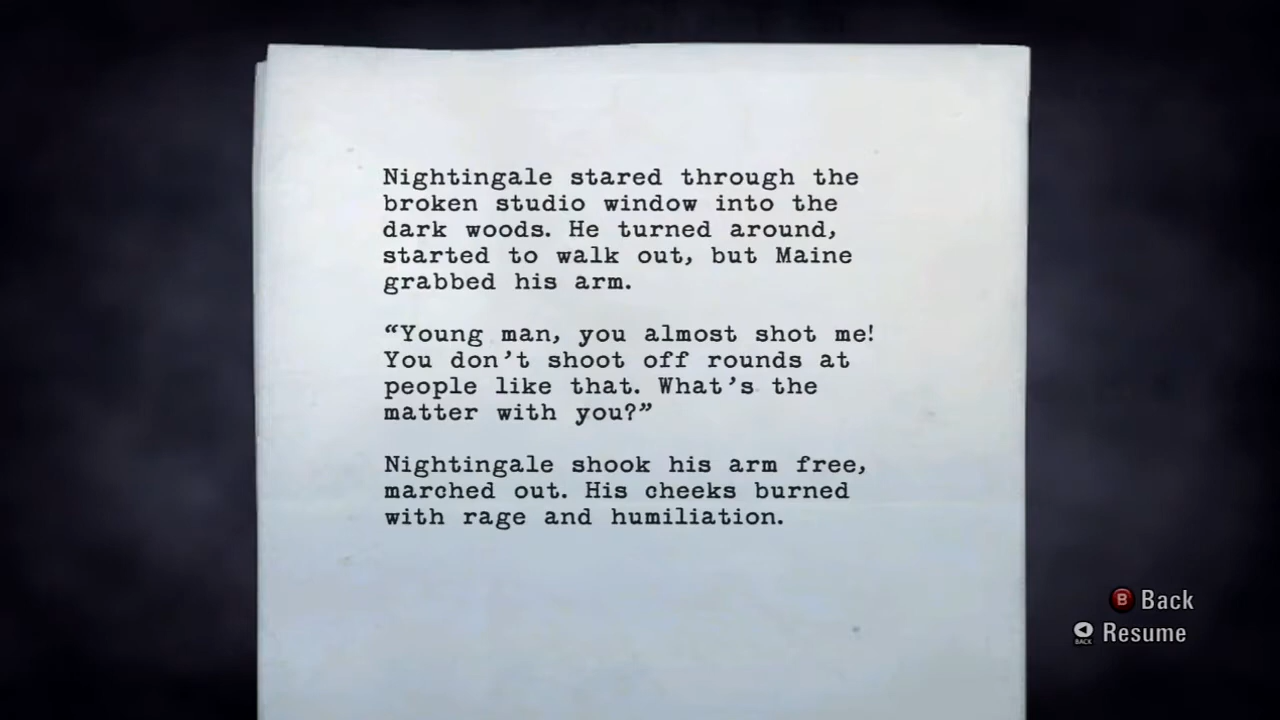 Nightingale stared through the
broken studio window into the
dark woods. He turned around,
started to walk out, but Maine
grabbed his arm.
“Young man, you almost shot me!
You don’t shoot off rounds at
people like that. What’s the
matter with you?”
Nightingale shook his arm free,
marched out. His cheeks burned
with rage and humiliation.
B Back
BACK Resume